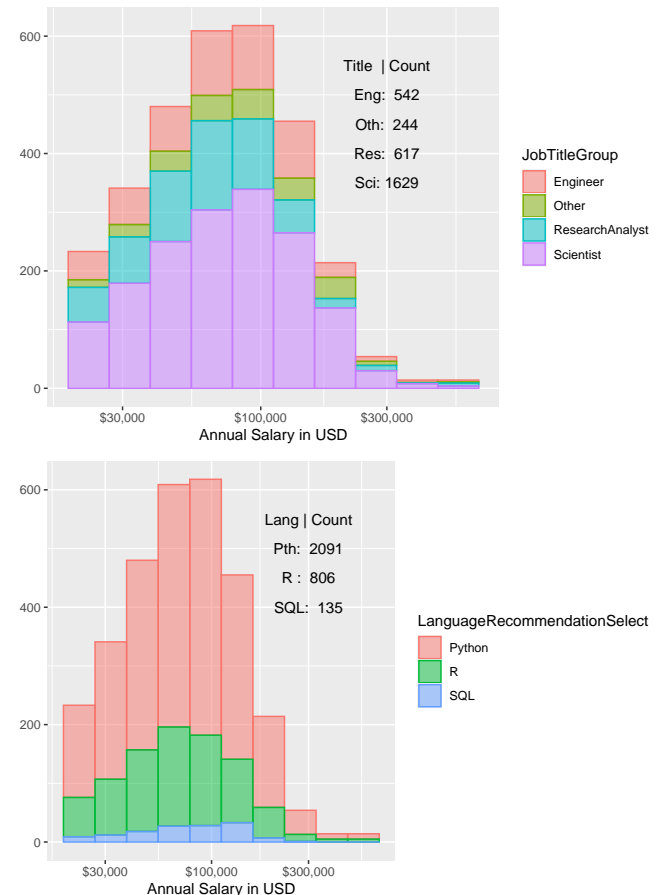 600
400
200
0
Title | Count
Eng: 542
Oth: 244
Res: 617
Sci: 1629
JobTitleGroup
Engineer
Other
ResearchAnalyst
Scientist
$30,000 $100,000 $300,000
Annual Salary in USD
600
400
200
0
Lang | Count
Pth: 2091
R : 806
SQL: 135
LanguageRecommendationSelect
Python
R
SQL
$30,000 $100,000 $300,000
Annual Salary in USD